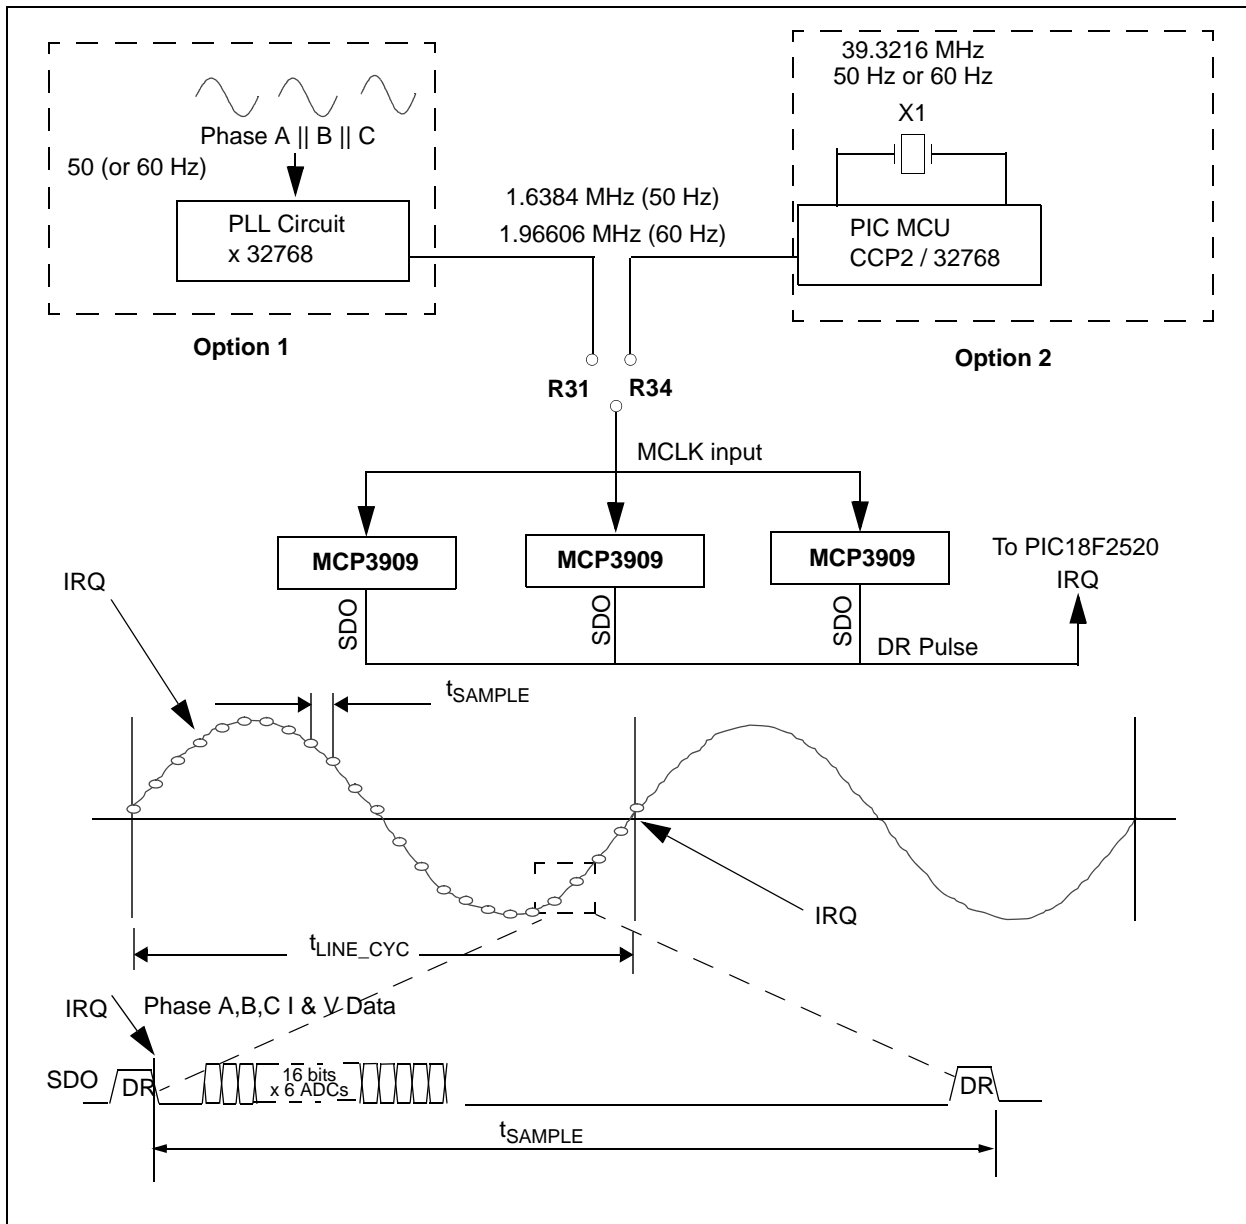 39.3216 MHz
50 Hz or 60 Hz
X1
Phase A || B || C
50 (or 60 Hz)
PLL Circuit
x 32768
1.6384 MHz (50 Hz)
1.96606 MHz (60 Hz)
PIC MCU
CCP2 / 32768
Option 1
Option 2
R31
R34
MCLK input
MCP3909
MCP3909
MCP3909
To PIC18F2520
IRQ
SDO
SDO
SDO
DR Pulse
IRQ
tSAMPLE
IRQ
tLINE_CYC
IRQ
Phase A,B,C I & V Data
SDO
DR
16 bits
x 6 ADCs
DR
tSAMPLE